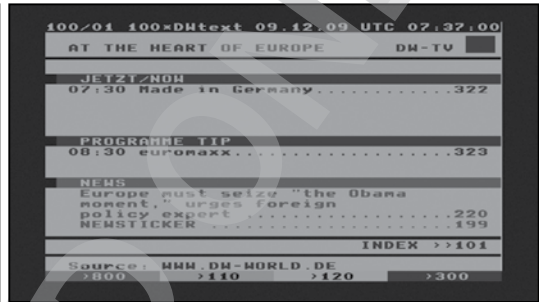 100/01 100*DWtext 09.12.09 UTC 07:37:00
AT THE HEART OF EUROPE DW-TV
JETZT/NOW
07:30 Made in Germany............322
PROGRAMME TIP
08:30 euromaxx...................323
NEWS
Europe must seize "the Obama
moment," urges foreign
policy expert ...................220
NEWSTICKER ......................199
INDEX >>101
Source: WWW.DW-WORLD.DE
>800 >110 >120 >300